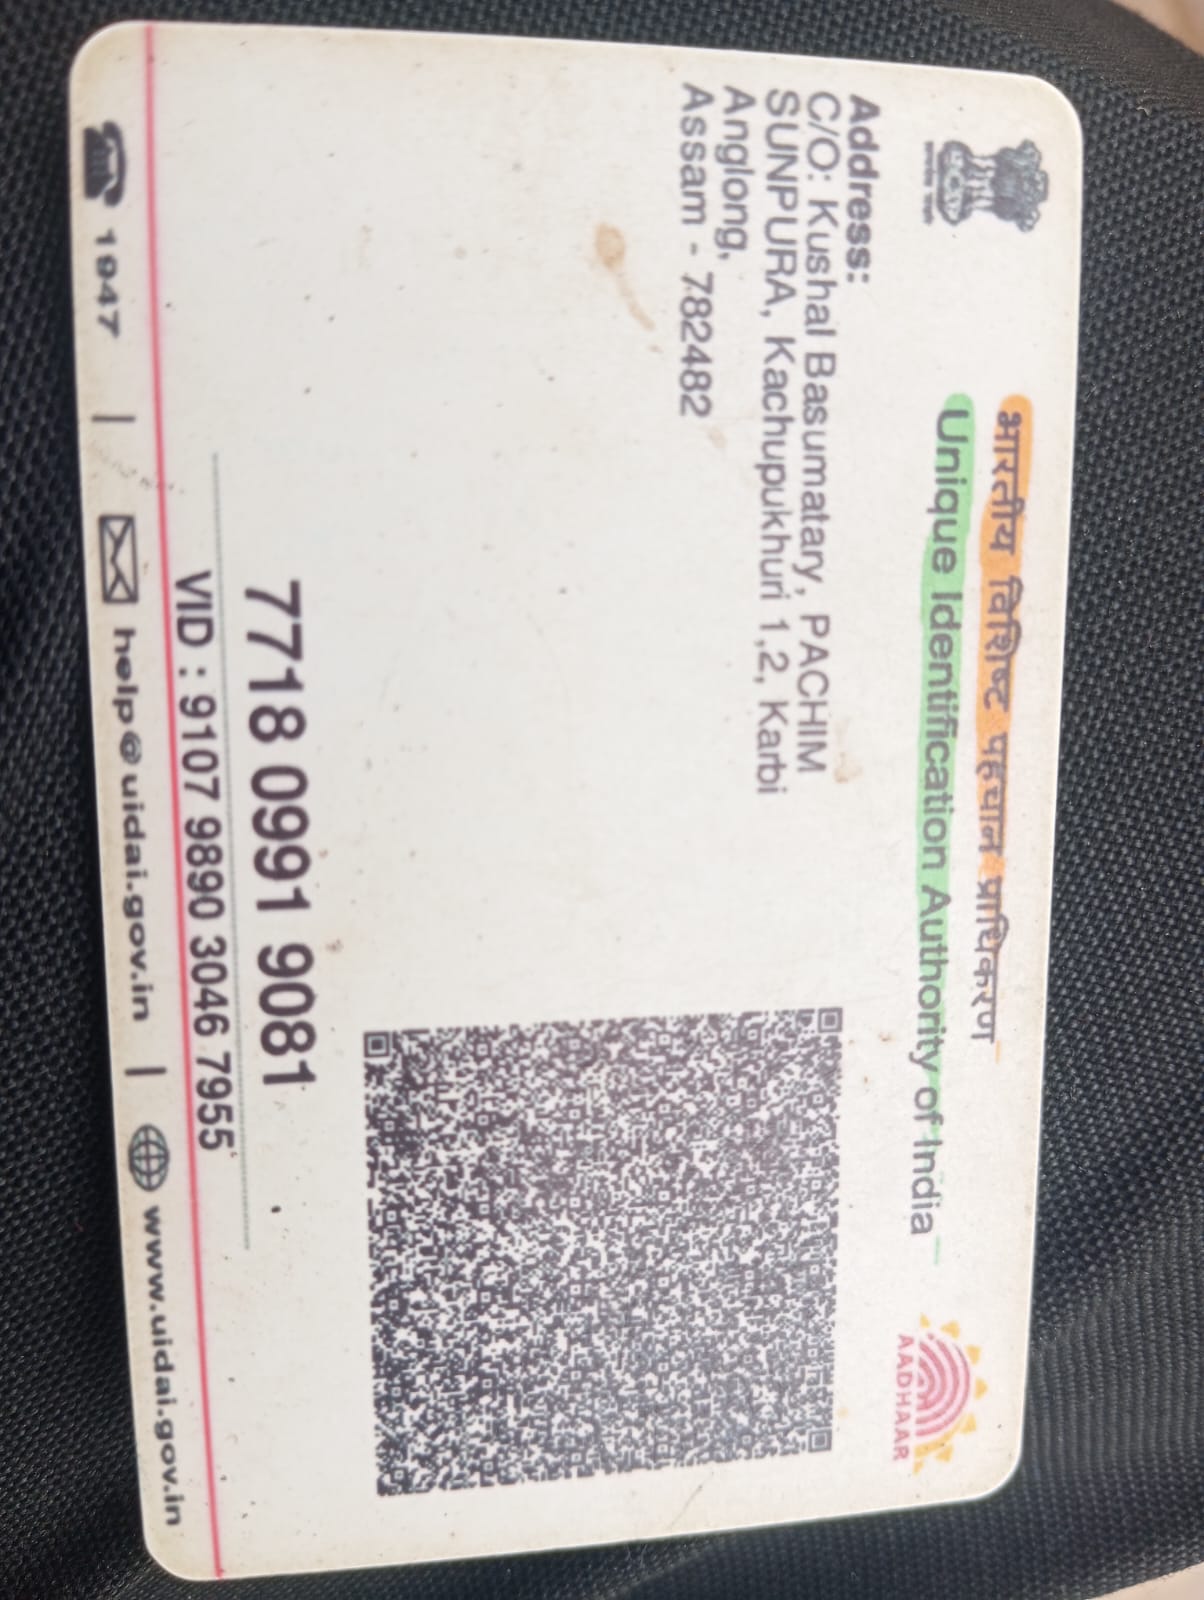 भारतीय विशिष्ट पहचान प्राधिकरण
Unique Identification Authority of India
AADHAAR
Address:
C/O: Kushal Basumatary, PACHIM
SUNPURA, Kachupukhuri 1,2, Karbi
Anglong,
Assam - 782482
7718 0991 9081
VID : 9107 9890 3046 7955
1947 | help@uidai.gov.in | www.uidai.gov.in